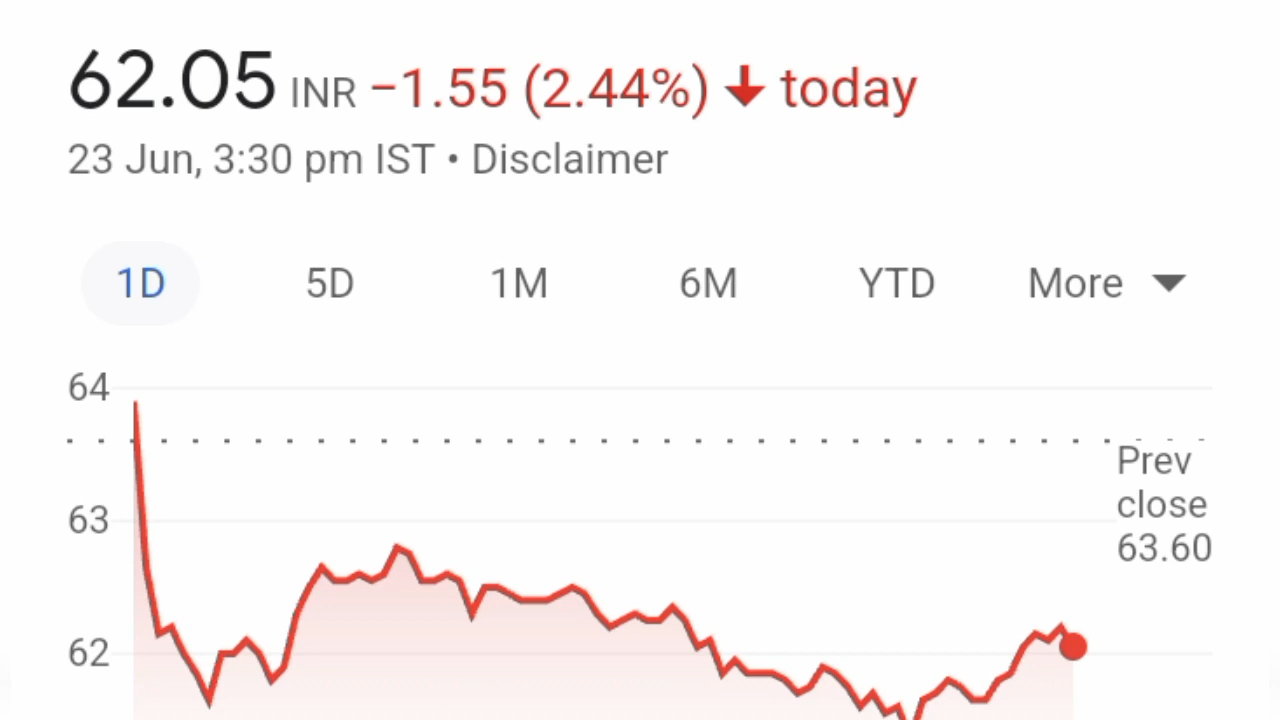 62.05 INR −1.55 (2.44%) ↓ today
23 Jun, 3:30 pm IST • Disclaimer
1D 5D 1M 6M YTD More
64
Prev
close
63.60
63
62